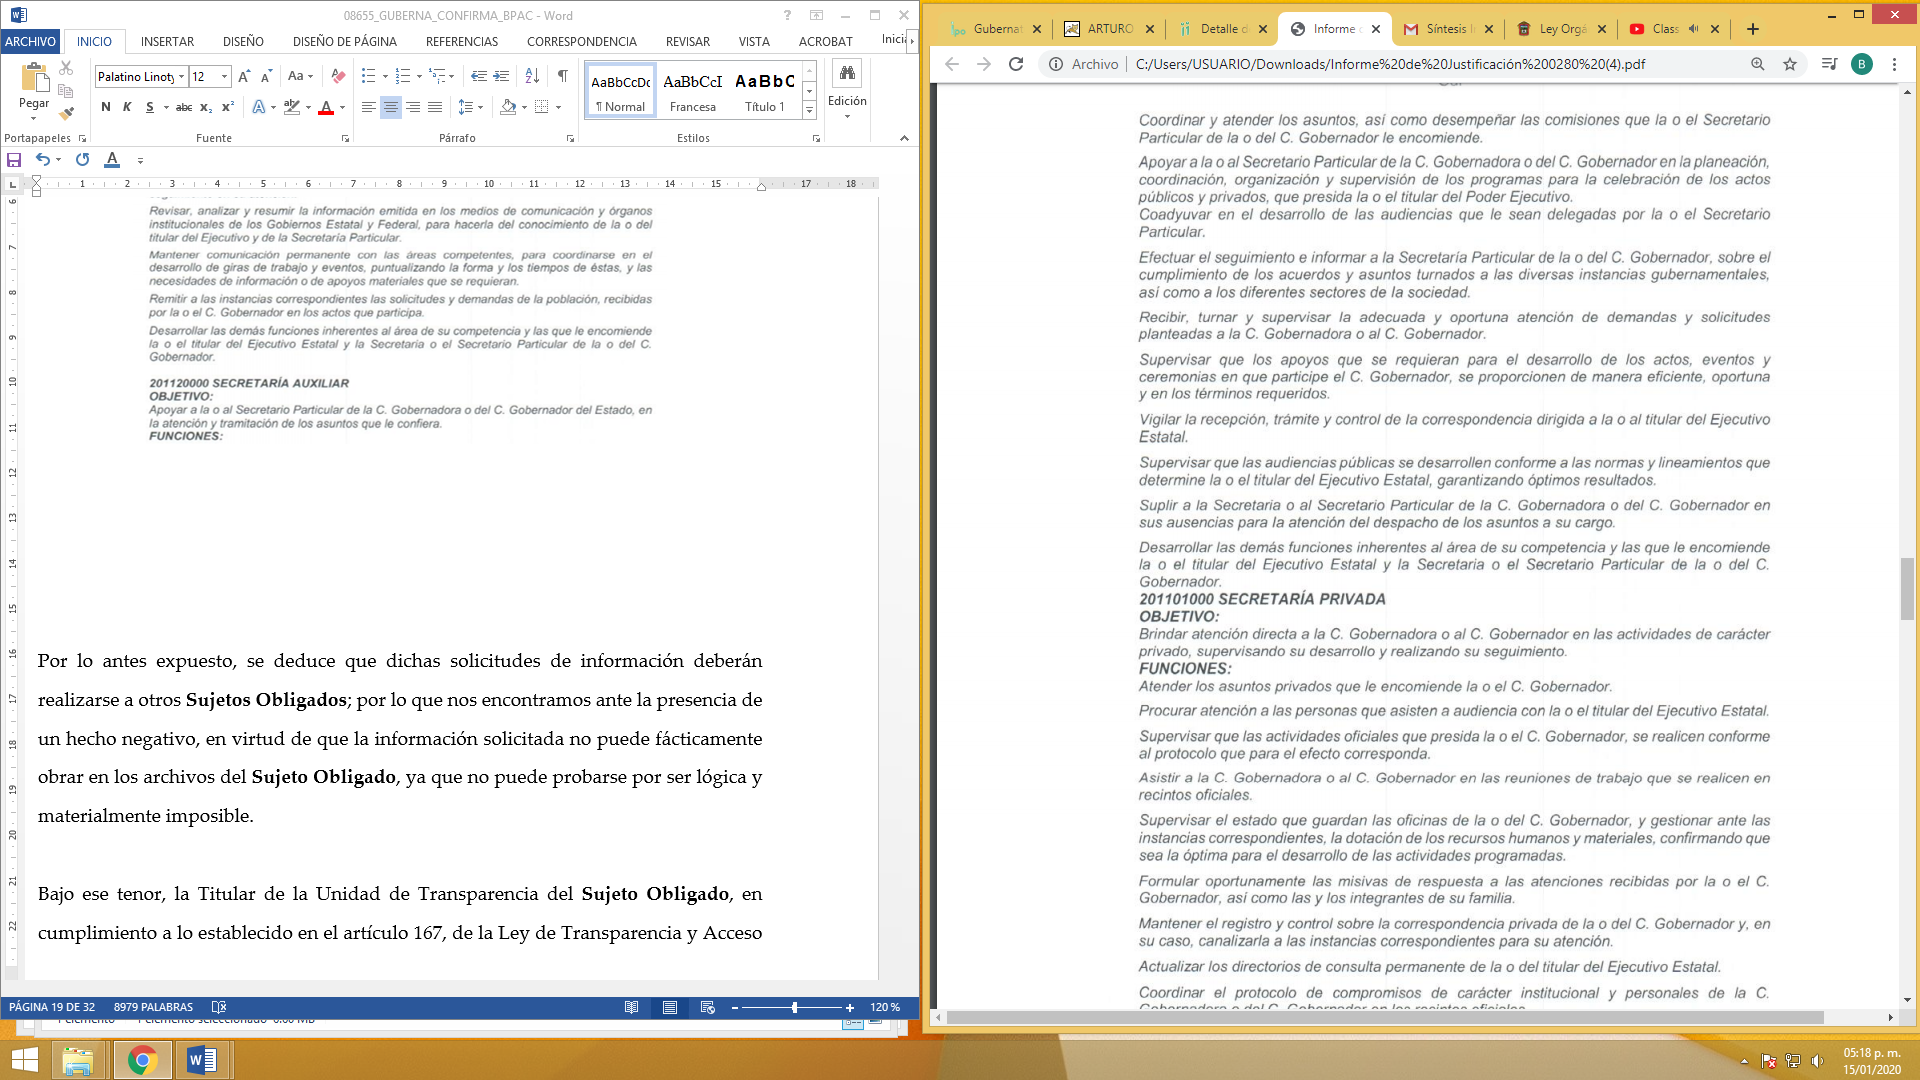 08655_GUBERNA_CONFIRMA_BPAC - Word
ARCHIVO INICIO INSERTAR DISEÑO DISEÑO DE PÁGINA REFERENCIAS CORRESPONDENCIA REVISAR VISTA ACROBAT Inicia
Palatino Linoty 12
Pegar
AaBbCcDc AaBbCcI AaBbC
¶ Normal Francesa Título 1
Edición
Portapapeles Fuente Párrafo Estilos
Revisar, analizar y resumir la información emitida en los medios de comunicación y órganos
institucionales de los Gobiernos Estatal y Federal, para hacerla del conocimiento de la o del
titular del Ejecutivo y de la Secretaría Particular.
Mantener comunicación permanente con las áreas competentes, para coordinarse en el
desarrollo de giras de trabajo y eventos, puntualizando la forma y los tiempos de éstas, y las
necesidades de información o de apoyos materiales que se requieran.
Remitir a las instancias correspondientes las solicitudes y demandas de la población, recibidas
por la o el C. Gobernador en los actos que participa.
Desarrollar las demás funciones inherentes al área de su competencia y las que le encomiende
la o el titular del Ejecutivo Estatal y la Secretaria o el Secretario Particular de la o del C.
Gobernador.
201120000 SECRETARÍA AUXILIAR
OBJETIVO:
Apoyar a la o al Secretario Particular de la C. Gobernadora o del C. Gobernador del Estado, en
la atención y tramitación de los asuntos que le confiera.
FUNCIONES:
Por lo antes expuesto, se deduce que dichas solicitudes de información deberán
realizarse a otros Sujetos Obligados; por lo que nos encontramos ante la presencia de
un hecho negativo, en virtud de que la información solicitada no puede fácticamente
obrar en los archivos del Sujeto Obligado, ya que no puede probarse por ser lógica y
materialmente imposible.
Bajo ese tenor, la Titular de la Unidad de Transparencia del Sujeto Obligado, en
cumplimiento a lo establecido en el artículo 167, de la Ley de Transparencia y Acceso
PÁGINA 19 DE 32 8979 PALABRAS 120 %
1 elemento 1 elemento seleccionado 0.00 MB
Gubernat ARTURO Detalle d Informe d Síntesis I Ley Orgá Class
Archivo C:/Users/USUARIO/Downloads/Informe%20de%20Justificación%200280%20(4).pdf B
Coordinar y atender los asuntos, así como desempeñar las comisiones que la o el Secretario
Particular de la o del C. Gobernador le encomiende.
Apoyar a la o al Secretario Particular de la C. Gobernadora o del C. Gobernador en la planeación,
coordinación, organización y supervisión de los programas para la celebración de los actos
públicos y privados, que presida la o el titular del Poder Ejecutivo.
Coadyuvar en el desarrollo de las audiencias que le sean delegadas por la o el Secretario
Particular.
Efectuar el seguimiento e informar a la Secretaría Particular de la o del C. Gobernador, sobre el
cumplimiento de los acuerdos y asuntos turnados a las diversas instancias gubernamentales,
así como a los diferentes sectores de la sociedad.
Recibir, turnar y supervisar la adecuada y oportuna atención de demandas y solicitudes
planteadas a la C. Gobernadora o al C. Gobernador.
Supervisar que los apoyos que se requieran para el desarrollo de los actos, eventos y
ceremonias en que participe el C. Gobernador, se proporcionen de manera eficiente, oportuna
y en los términos requeridos.
Vigilar la recepción, trámite y control de la correspondencia dirigida a la o al titular del Ejecutivo
Estatal.
Supervisar que las audiencias públicas se desarrollen conforme a las normas y lineamientos que
determine la o el titular del Ejecutivo Estatal, garantizando óptimos resultados.
Suplir a la Secretaria o al Secretario Particular de la C. Gobernadora o del C. Gobernador en
sus ausencias para la atención del despacho de los asuntos a su cargo.
Desarrollar las demás funciones inherentes al área de su competencia y las que le encomiende
la o el titular del Ejecutivo Estatal y la Secretaria o el Secretario Particular de la o del C.
Gobernador.
201101000 SECRETARÍA PRIVADA
OBJETIVO:
Brindar atención directa a la C. Gobernadora o al C. Gobernador en las actividades de carácter
privado, supervisando su desarrollo y realizando su seguimiento.
FUNCIONES:
Atender los asuntos privados que le encomiende la o el C. Gobernador.
Procurar atención a las personas que asisten a audiencia con la o el titular del Ejecutivo Estatal.
Supervisar que las actividades oficiales que presida la o el C. Gobernador, se realicen conforme
al protocolo que para el efecto corresponda.
Asistir a la C. Gobernadora o al C. Gobernador en las reuniones de trabajo que se realicen en
recintos oficiales.
Supervisar el estado que guardan las oficinas de la o del C. Gobernador, y gestionar ante las
instancias correspondientes, la dotación de los recursos humanos y materiales, confirmando que
sea la óptima para el desarrollo de las actividades programadas.
Formular oportunamente las misivas de respuesta a las atenciones recibidas por la o el C.
Gobernador, así como las y los integrantes de su familia.
Mantener el registro y control sobre la correspondencia privada de la o del C. Gobernador y, en
su caso, canalizarla a las instancias correspondientes para su atención.
Actualizar los directorios de consulta permanente de la o del titular del Ejecutivo Estatal.
Coordinar el protocolo de compromisos de carácter institucional y personales de la C.
Gobernadora o del C. Gobernador en los recintos oficiales.
05:18 p. m.
15/01/2020